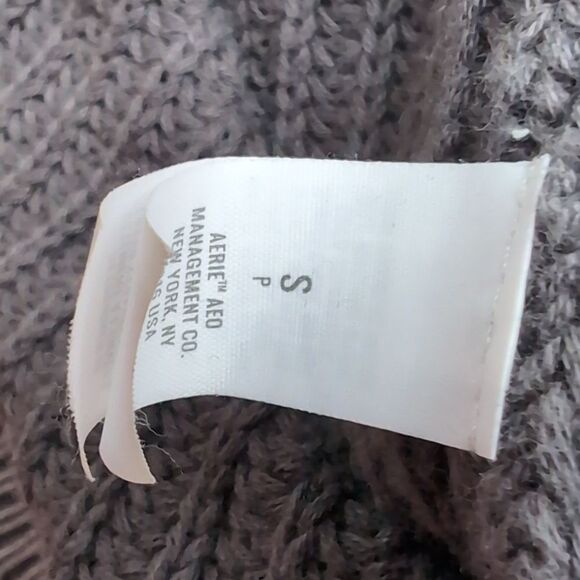 S
P
AERIE™ AEO
MANAGEMENT CO.
NEW YORK, NY
USA